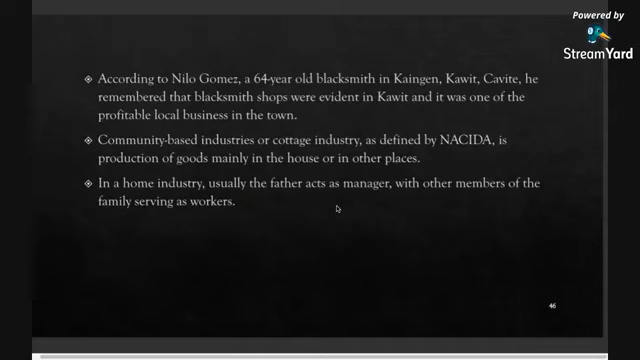 Powered by
StreamYard
According to Nilo Gomez, a 64-year old blacksmith in Kaingen, Kawit, Cavite, he
remembered that blacksmith shops were evident in Kawit and it was one of the
profitable local business in the town.
Community-based industries or cottage industry, as defined by NACIDA, is
production of goods mainly in the house or in other places.
In a home industry, usually the father acts as manager, with other members of the
family serving as workers.
46